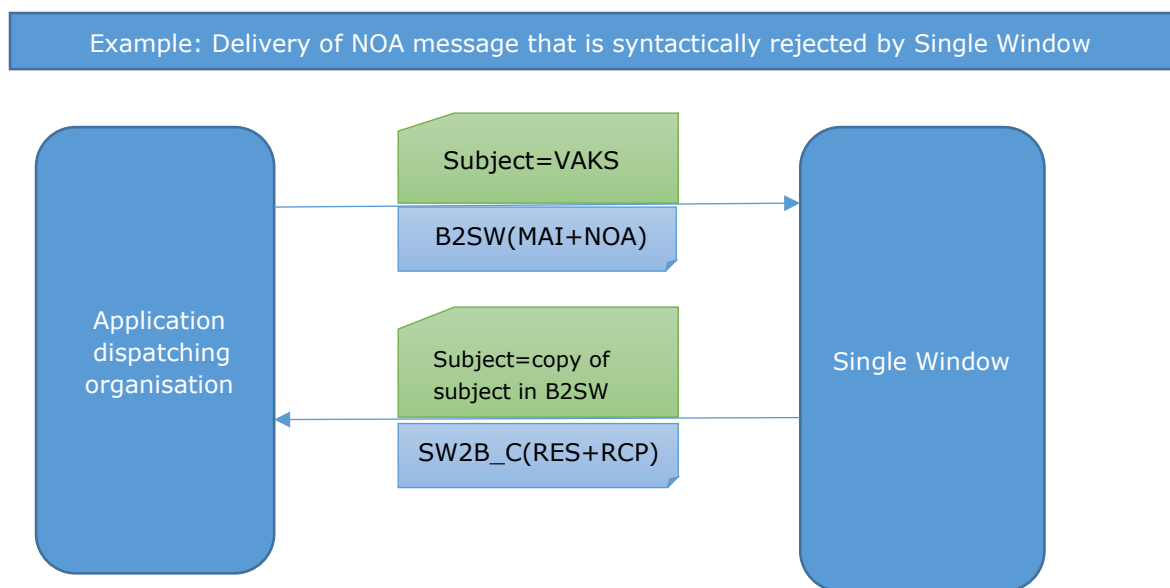 Example: Delivery of NOA message that is syntactically rejected by Single Window
Subject=VAKS
B2SW(MAI+NOA)
Application
dispatching
organisation
Subject=copy of
subject in B2SW
SW2B_C(RES+RCP)
Single Window